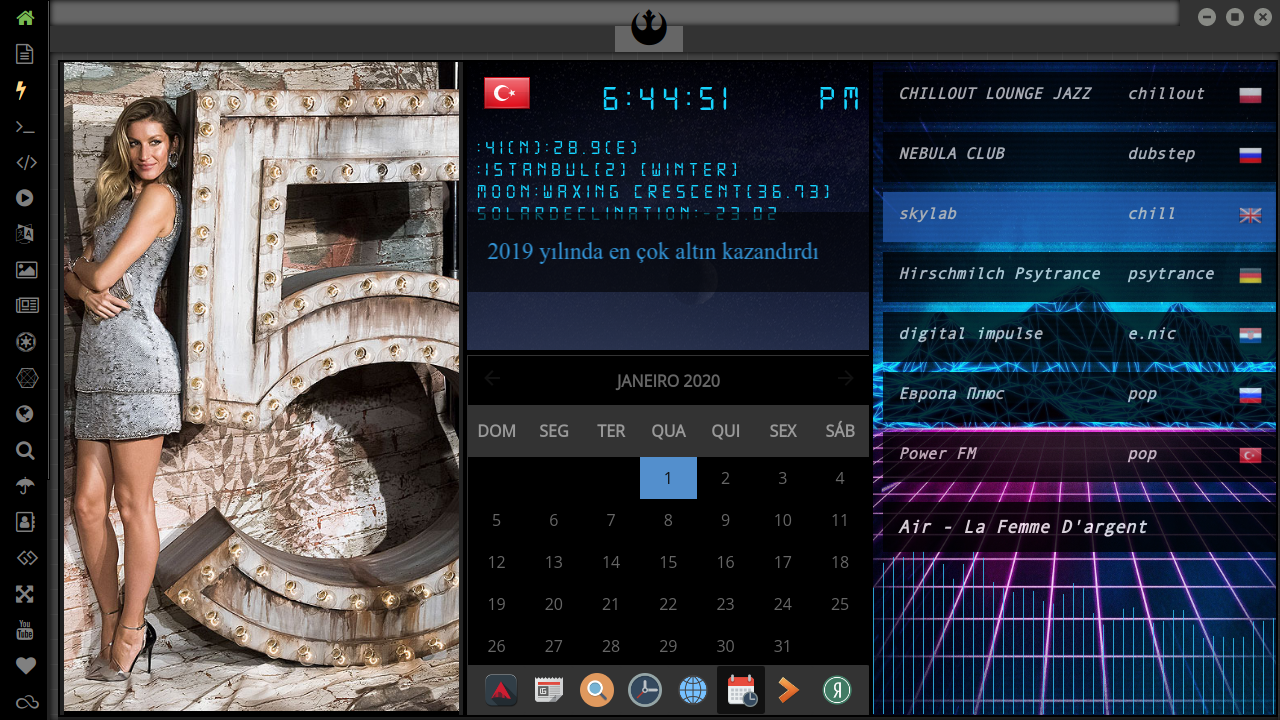 6:44:51 PM
:41(N):28.9(E)
:ISTANBUL(2) (WINTER)
MOON:WAXING CRESCENT(36.73)
SOLARDECLINATION:-23.02
2019 yılında en çok altın kazandırdı
JANEIRO 2020
DOM SEG TER QUA QUI SEX SÁB
1 2 3 4
5 6 7 8 9 10 11
12 13 14 15 16 17 18
19 20 21 22 23 24 25
26 27 28 29 30 31
CHILLOUT LOUNGE JAZZ chillout
NEBULA CLUB dubstep
skylab chill
Hirschmilch Psytrance psytrance
digital impulse e.nic
Европа Плюс pop
Power FM pop
Air - La Femme D'argent
You
Tube
Я